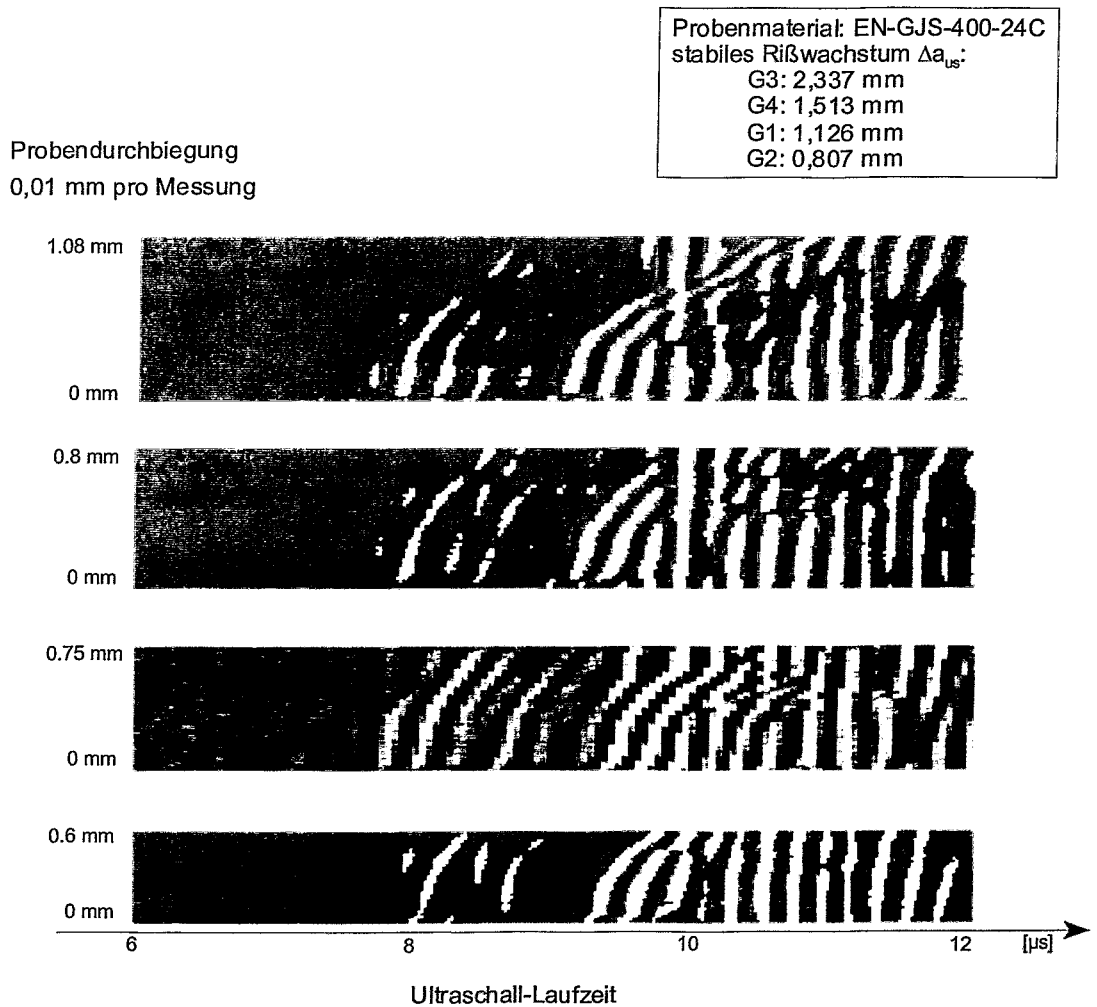 Probenmaterial: EN-GJS-400-24C
stabiles Rißwachstum Δa_us:
G3: 2,337 mm
G4: 1,513 mm
G1: 1,126 mm
G2: 0,807 mm
Probendurchbiegung
0,01 mm pro Messung
1.08 mm
0 mm
0.8 mm
0 mm
0.75 mm
0 mm
0.6 mm
0 mm
6 8 10 12 [µs]
Ultraschall-Laufzeit